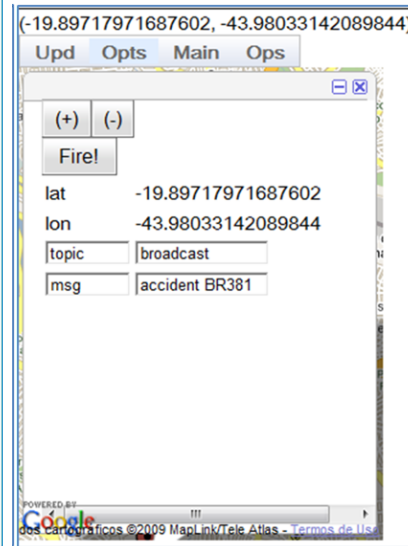 (-19.89717971687602, -43.98033142089844)
Upd Opts Main Ops
(+) (-)
Fire!
lat -19.89717971687602
lon -43.98033142089844
topic broadcast
msg accident BR381
POWERED BY
Google
dos cartográficos ©2009 MapLink/Tele Atlas - Termos de Us